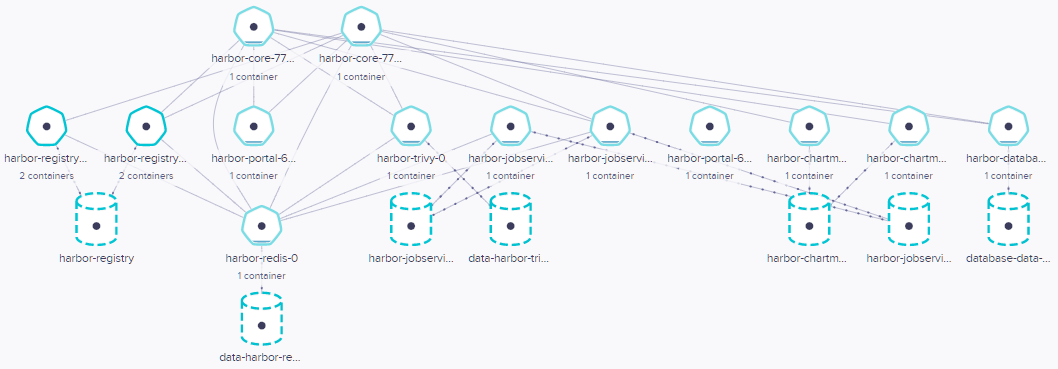 harbor-core-77... harbor-core-77...
1 container 1 container
harbor-registry... harbor-registry... harbor-portal-6... harbor-trivy-0 harbor-jobservi... harbor-jobservi... harbor-portal-6... harbor-chartm... harbor-chartm... harbor-databa...
2 containers 2 containers 1 container 1 container 1 container 1 container 1 container 1 container 1 container 1 container
harbor-registry harbor-redis-0 harbor-jobservi... data-harbor-tri... harbor-chartm... harbor-jobservi... database-data-...
1 container
data-harbor-re...